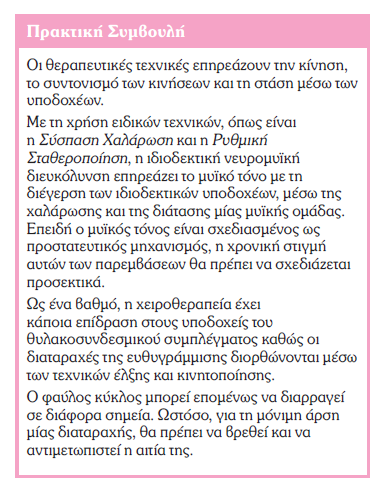 Πρακτική Συμβουλή
Οι θεραπευτικές τεχνικές επηρεάζουν την κίνηση,
το συντονισμό των κινήσεων και τη στάση μέσω των
υποδοχέων.
Με τη χρήση ειδικών τεχνικών, όπως είναι
η Σύσπαση Χαλάρωση και η Ρυθμική
Σταθεροποίηση, η ιδιοδεκτική νευρομυϊκή
διευκόλυνση επηρεάζει το μυϊκό τόνο με τη
διέγερση των ιδιοδεκτικών υποδοχέων, μέσω της
χαλάρωσης και της διάτασης μίας μυϊκής ομάδας.
Επειδή ο μυϊκός τόνος είναι σχεδιασμένος ως
προστατευτικός μηχανισμός, η χρονική στιγμή
αυτών των παρεμβάσεων θα πρέπει να σχεδιάζεται
προσεκτικά.
Ως ένα βαθμό, η χειροθεραπεία έχει
κάποια επίδραση στους υποδοχείς του
θυλακοσυνδεσμικού συμπλέγματος καθώς οι
διαταραχές της ευθυγράμμισης διορθώνονται μέσω
των τεχνικών έλξης και κινητοποίησης.
Ο φαύλος κύκλος μπορεί επομένως να διαρραγεί
σε διάφορα σημεία. Ωστόσο, για τη μόνιμη άρση
μίας διαταραχής, θα πρέπει να βρεθεί και να
αντιμετωπιστεί η αιτία της.